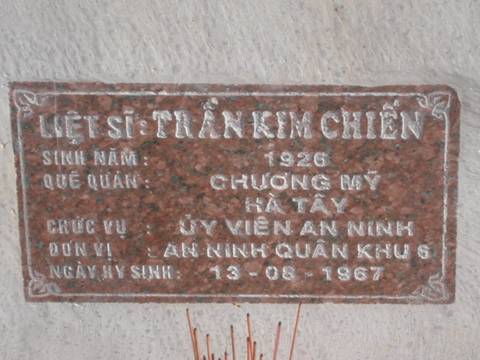 LIỆT SĨ: TRẦN KIM CHIẾN
SINH NĂM: 1926
QUÊ QUÁN: CHƯƠNG MỸ
HÀ TÂY
CHỨC VỤ: ỦY VIÊN AN NINH
ĐƠN VỊ: AN NINH QUÂN KHU 6
NGÀY HY SINH: 13-08-1967